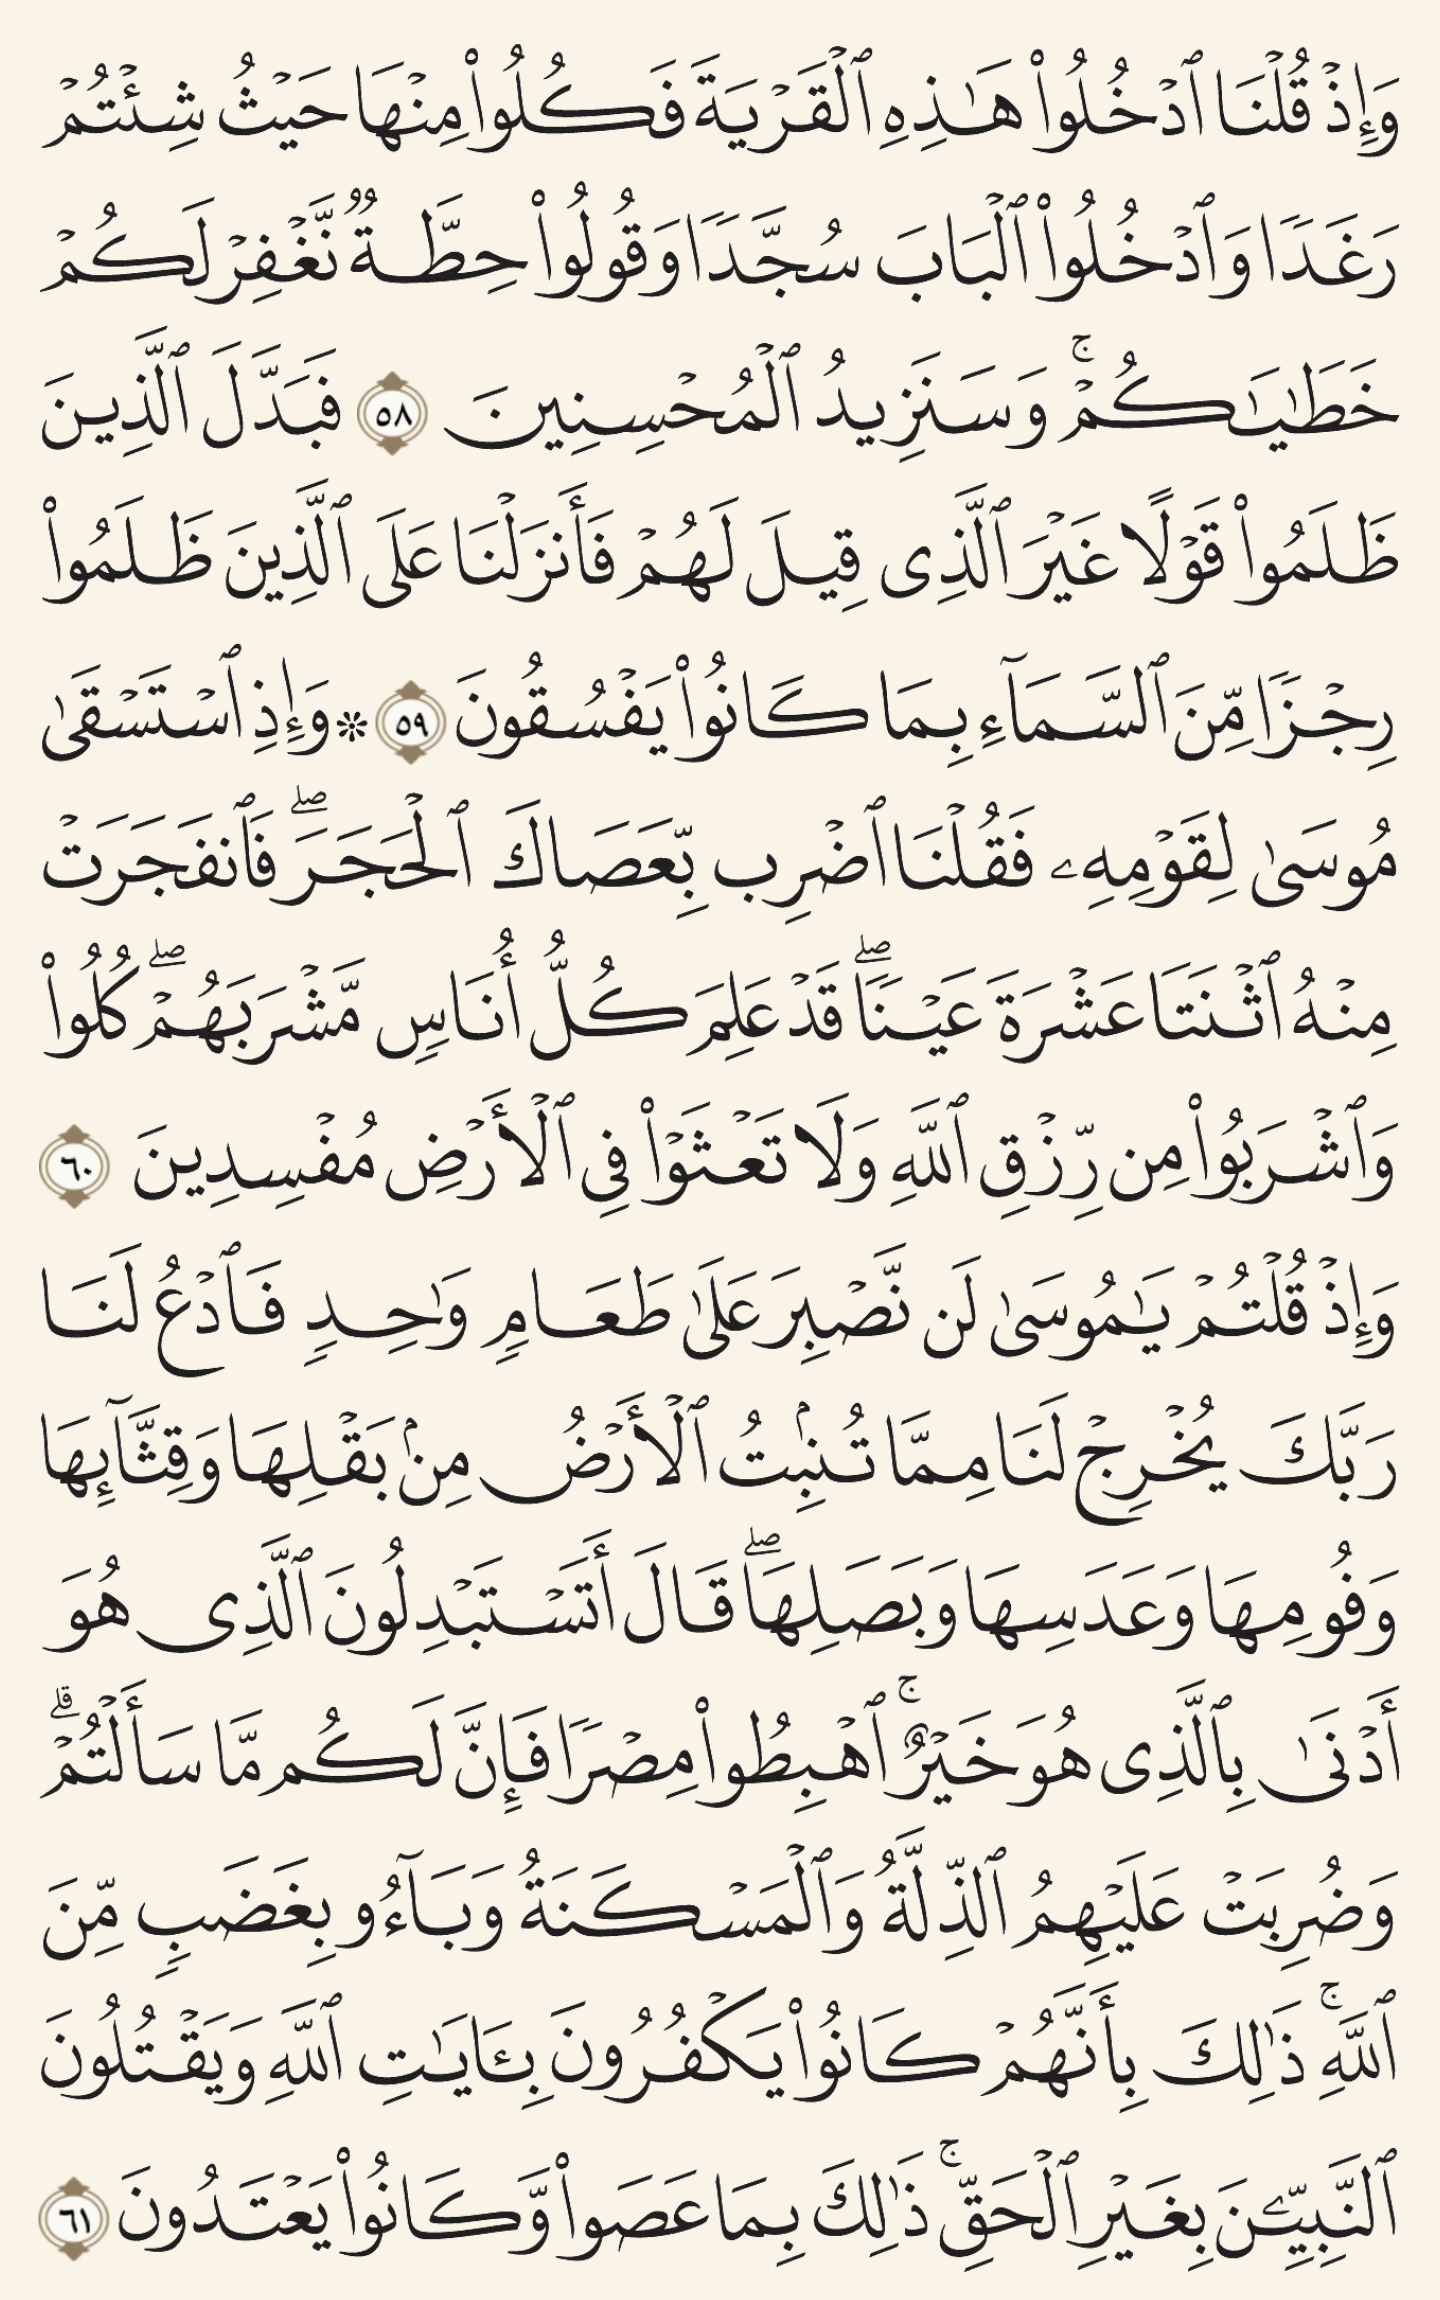 وَإِذۡ قُلۡنَا ٱدۡخُلُواْ هَٰذِهِ ٱلۡقَرۡيَةَ فَكُلُواْ مِنۡهَا حَيۡثُ شِئۡتُمۡ
رَغَدٗا وَٱدۡخُلُواْ ٱلۡبَابَ سُجَّدٗا وَقُولُواْ حِطَّةٞ نَّغۡفِرۡ لَكُمۡ
خَطَٰيَٰكُمۡۚ وَسَنَزِيدُ ٱلۡمُحۡسِنِينَ ٥٨ فَبَدَّلَ ٱلَّذِينَ
ظَلَمُواْ قَوۡلًا غَيۡرَ ٱلَّذِي قِيلَ لَهُمۡ فَأَنزَلۡنَا عَلَى ٱلَّذِينَ ظَلَمُواْ
رِجۡزٗا مِّنَ ٱلسَّمَآءِ بِمَا كَانُواْ يَفۡسُقُونَ ٥٩ ۞ وَإِذِ ٱسۡتَسۡقَىٰ
مُوسَىٰ لِقَوۡمِهِۦ فَقُلۡنَا ٱضۡرِب بِّعَصَاكَ ٱلۡحَجَرَۖ فَٱنفَجَرَتۡ
مِنۡهُ ٱثۡنَتَا عَشۡرَةَ عَيۡنٗاۖ قَدۡ عَلِمَ كُلُّ أُنَاسٖ مَّشۡرَبَهُمۡۖ كُلُواْ
وَٱشۡرَبُواْ مِن رِّزۡقِ ٱللَّهِ وَلَا تَعۡثَوۡاْ فِي ٱلۡأَرۡضِ مُفۡسِدِينَ ٦٠
وَإِذۡ قُلۡتُمۡ يَٰمُوسَىٰ لَن نَّصۡبِرَ عَلَىٰ طَعَامٖ وَٰحِدٖ فَٱدۡعُ لَنَا
رَبَّكَ يُخۡرِجۡ لَنَا مِمَّا تُنۢبِتُ ٱلۡأَرۡضُ مِنۢ بَقۡلِهَا وَقِثَّآئِهَا
وَفُومِهَا وَعَدَسِهَا وَبَصَلِهَاۖ قَالَ أَتَسۡتَبۡدِلُونَ ٱلَّذِي هُوَ
أَدۡنَىٰ بِٱلَّذِي هُوَ خَيۡرٌۚ ٱهۡبِطُواْ مِصۡرٗا فَإِنَّ لَكُم مَّا سَأَلۡتُمۡۗ
وَضُرِبَتۡ عَلَيۡهِمُ ٱلذِّلَّةُ وَٱلۡمَسۡكَنَةُ وَبَآءُو بِغَضَبٖ مِّنَ
ٱللَّهِۚ ذَٰلِكَ بِأَنَّهُمۡ كَانُواْ يَكۡفُرُونَ بِـَٔايَٰتِ ٱللَّهِ وَيَقۡتُلُونَ
ٱلنَّبِيِّـۧنَ بِغَيۡرِ ٱلۡحَقِّۚ ذَٰلِكَ بِمَا عَصَواْ وَّكَانُواْ يَعۡتَدُونَ ٦١